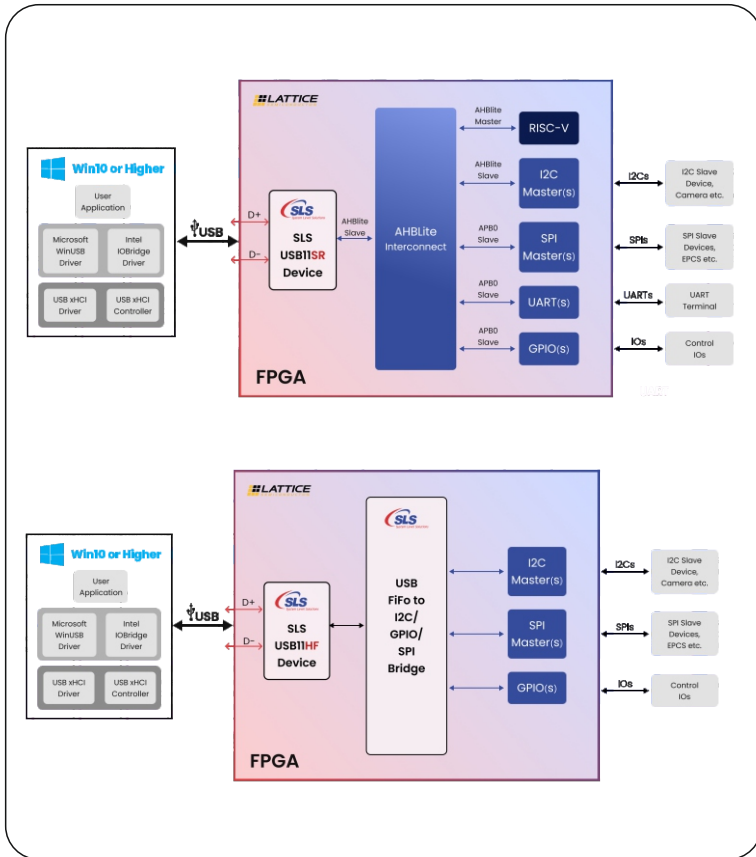 LATTICE
AHBlite
Master
RISC-V
Win10 or Higher
User
Application
Microsoft
WinUSB
Driver
Intel
IOBridge
Driver
USB xHCI
Driver
USB xHCI
Controller
USB
D+
D-
SLS
SLS
USB11SR
Device
AHBlite
Slave
AHBLite
Interconnect
AHBlite
Slave
I2C
Master(s)
I2Cs
I2C Slave
Device,
Camera etc.
APB0
Slave
SPI
Master(s)
SPIs
SPI Slave
Devices,
EPCS etc.
APB0
Slave
UART(s)
UARTs
UART
Terminal
APB0
Slave
GPIO(s)
IOs
Control
IOs
FPGA
LATTICE
Win10 or Higher
User
Application
Microsoft
WinUSB
Driver
Intel
IOBridge
Driver
USB xHCI
Driver
USB xHCI
Controller
USB
D+
D-
SLS
SLS
USB11HF
Device
SLS
USB
FiFo to
I2C/
GPIO/
SPI
Bridge
I2C
Master(s)
I2Cs
I2C Slave
Device,
Camera etc.
SPI
Master(s)
SPIs
SPI Slave
Devices,
EPCS etc.
GPIO(s)
IOs
Control
IOs
FPGA